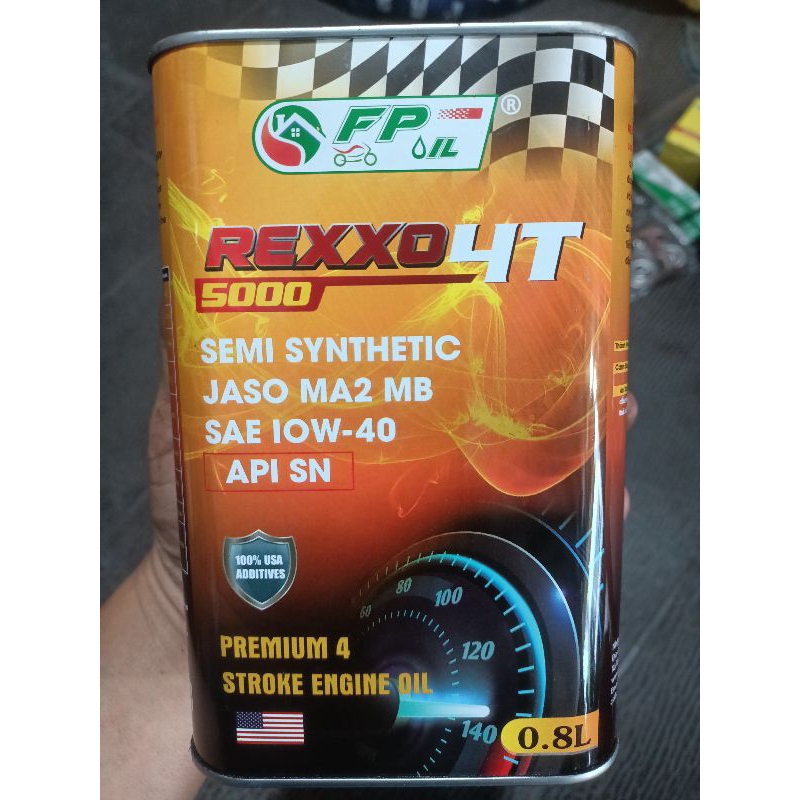 FP OIL ®
REXXO 4T
5000
SEMI SYNTHETIC
JASO MA2 MB
SAE 10W-40
API SN
100% USA
ADDITIVES
60
80
100
120
140
PREMIUM 4
STROKE ENGINE OIL
0.8L